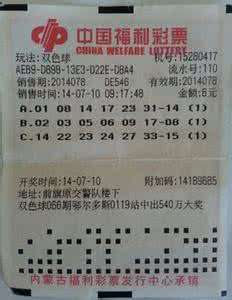 中国福利彩票
CHINA WELFARE LOTTERY
玩法:双色球 机号:15260417
AEB9-D898-13E3-D22E-D8A4 流水号:110
销售期:2014078 DE546 有效期:2014078
销售时间:14-07-10 09:17:48 金额:6元
A.01 08 14 17 23 31-14 (1)
B.02 03 05 06 09 17-08 (1)
C.14 22 23 24 27 33-15 (1)
开奖时间:14-07-10 附加码:14189685
地址:前旗原交警队楼下
双色球066期鄂尔多斯0119站中出540万大奖
内蒙古福利彩票发行中心承销